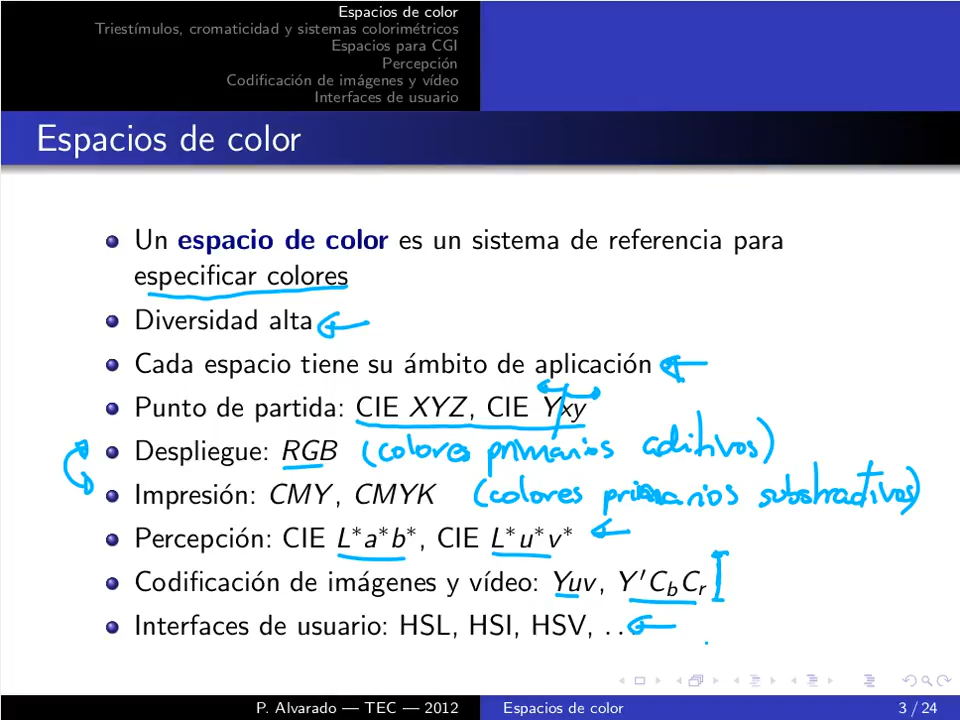 Espacios de color
Triestímulos, cromaticidad y sistemas colorimétricos
Espacios para CGI
Percepción
Codificación de imágenes y vídeo
Interfaces de usuario
Espacios de color
Un espacio de color es un sistema de referencia para
especificar colores
Diversidad alta
Cada espacio tiene su ámbito de aplicación
Punto de partida: CIE XYZ, CIE Yxy
Despliegue: RGB (colores primarios aditivos)
Impresión: CMY, CMYK (colores primarios substractivos)
Percepción: CIE L*a*b*, CIE L*u*v*
Codificación de imágenes y vídeo: Yuv, Y′CbCr
Interfaces de usuario: HSL, HSI, HSV, ...
P. Alvarado — TEC — 2012 Espacios de color 3 / 24